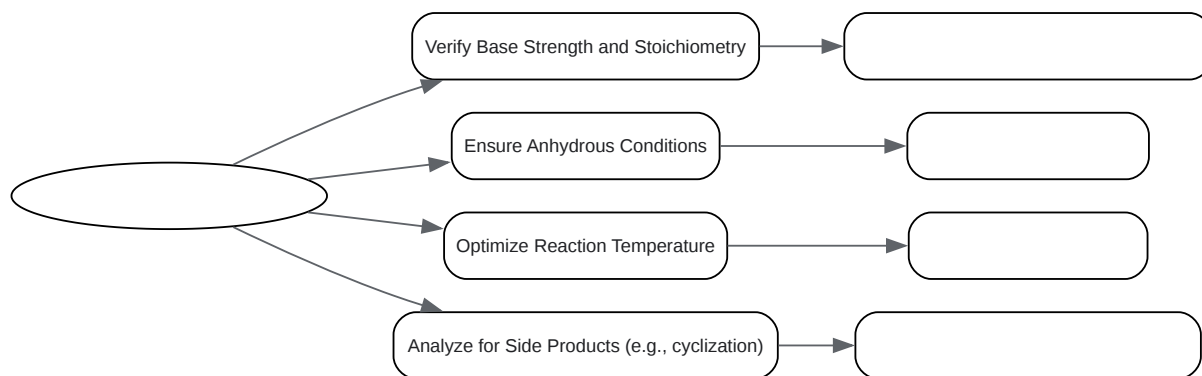 Verify Base Strength and Stoichiometry
Ensure Anhydrous Conditions
Optimize Reaction Temperature
Analyze for Side Products (e.g., cyclization)